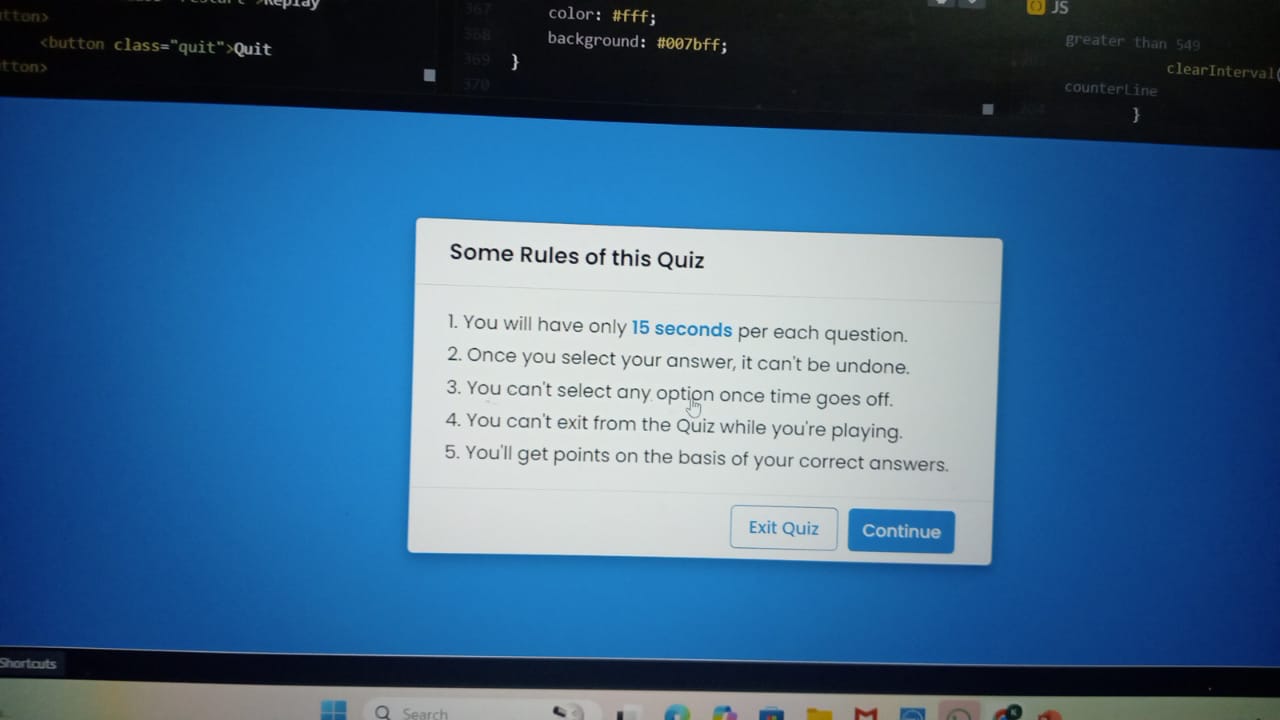 Replay
utton>
<button class="quit">Quit
tton>
367
368
369
370
color: #fff;
background: #007bff;
}
JS
greater than 549
clearInterval(
counterLine
}
Some Rules of this Quiz
1. You will have only 15 seconds per each question.
2. Once you select your answer, it can't be undone.
3. You can't select any option once time goes off.
4. You can't exit from the Quiz while you're playing.
5. You'll get points on the basis of your correct answers.
Exit Quiz
Continue
Shortcuts
Search
K